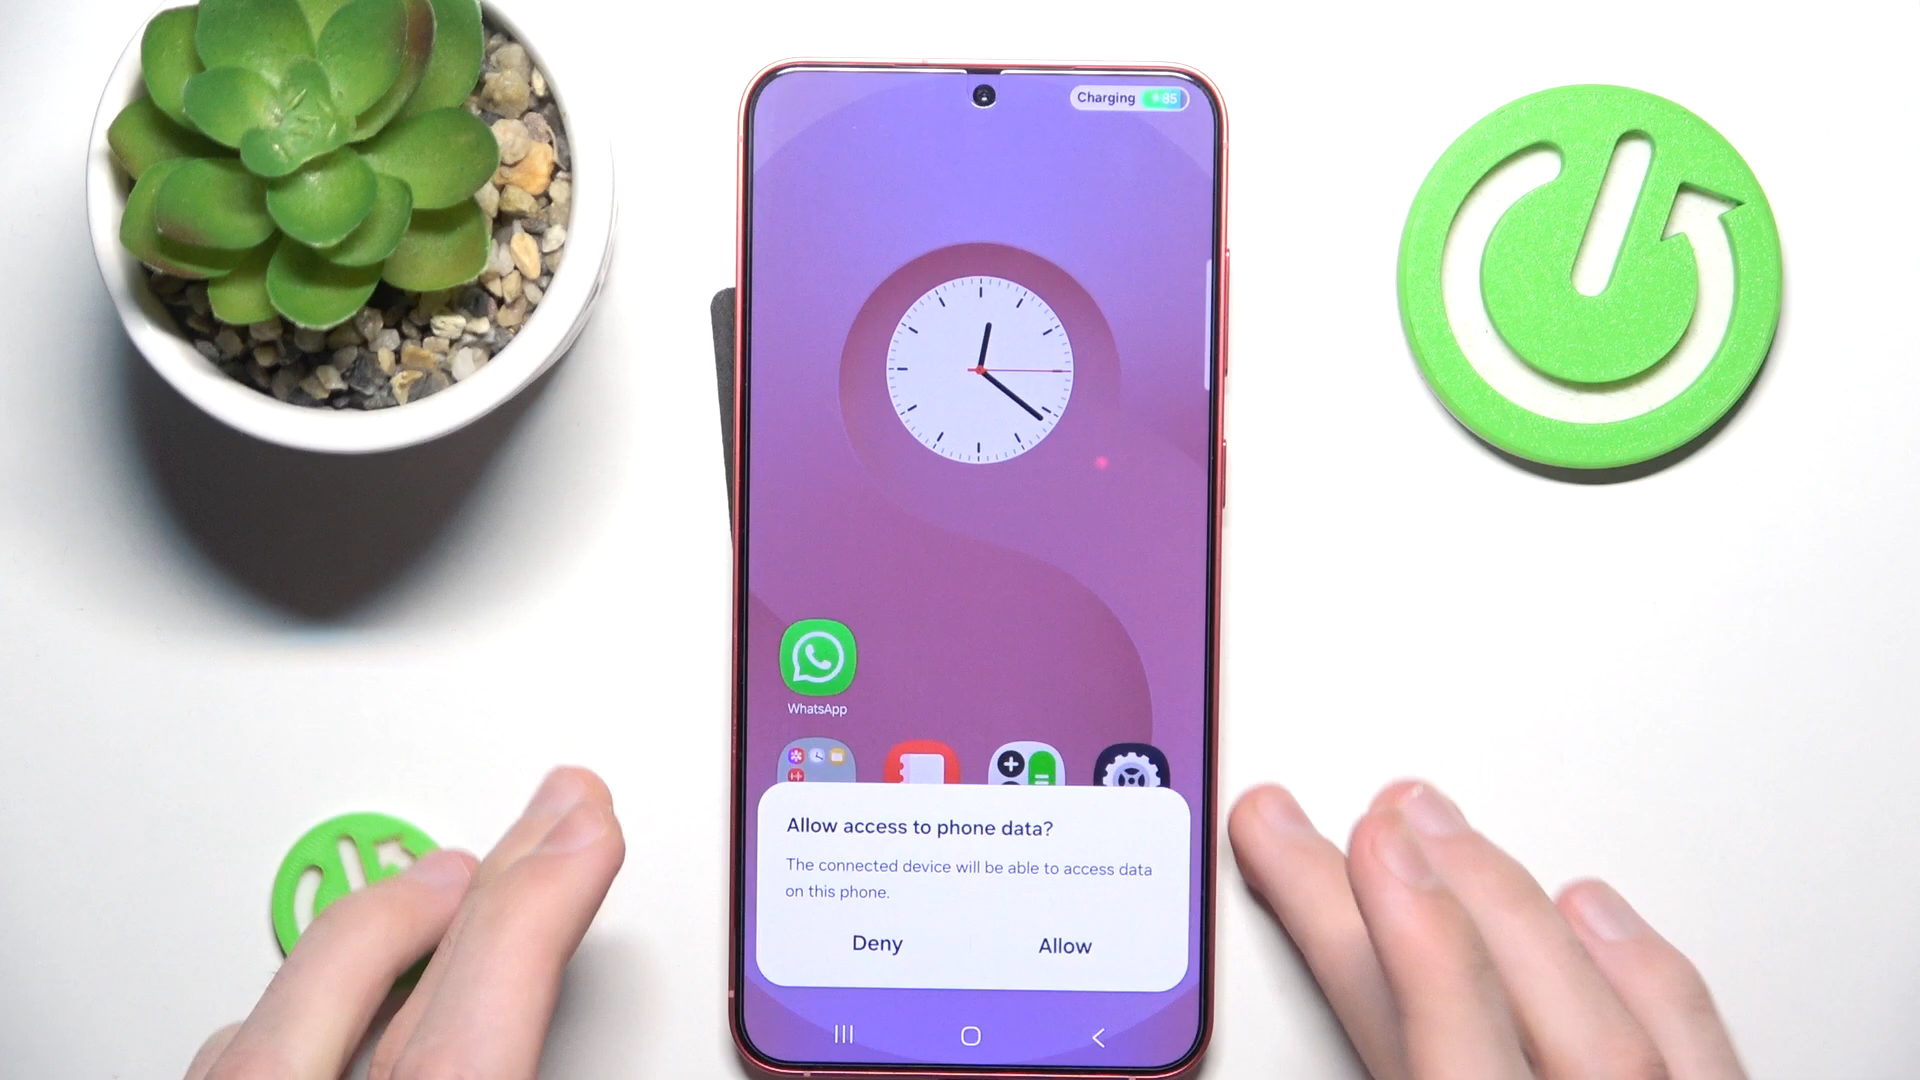 Charging 85
WhatsApp
Allow access to phone data?
The connected device will be able to access data
on this phone.
Deny Allow